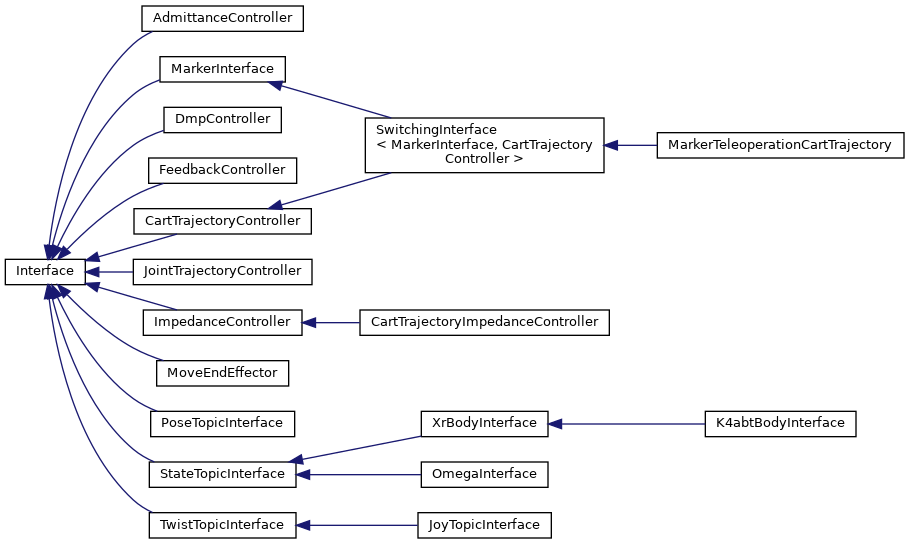 AdmittanceController
MarkerInterface
DmpController
FeedbackController
CartTrajectoryController
Interface
JointTrajectoryController
ImpedanceController
MoveEndEffector
PoseTopicInterface
StateTopicInterface
TwistTopicInterface
SwitchingInterface
< MarkerInterface, CartTrajectory
Controller >
CartTrajectoryImpedanceController
XrBodyInterface
OmegaInterface
JoyTopicInterface
MarkerTeleoperationCartTrajectory
K4abtBodyInterface